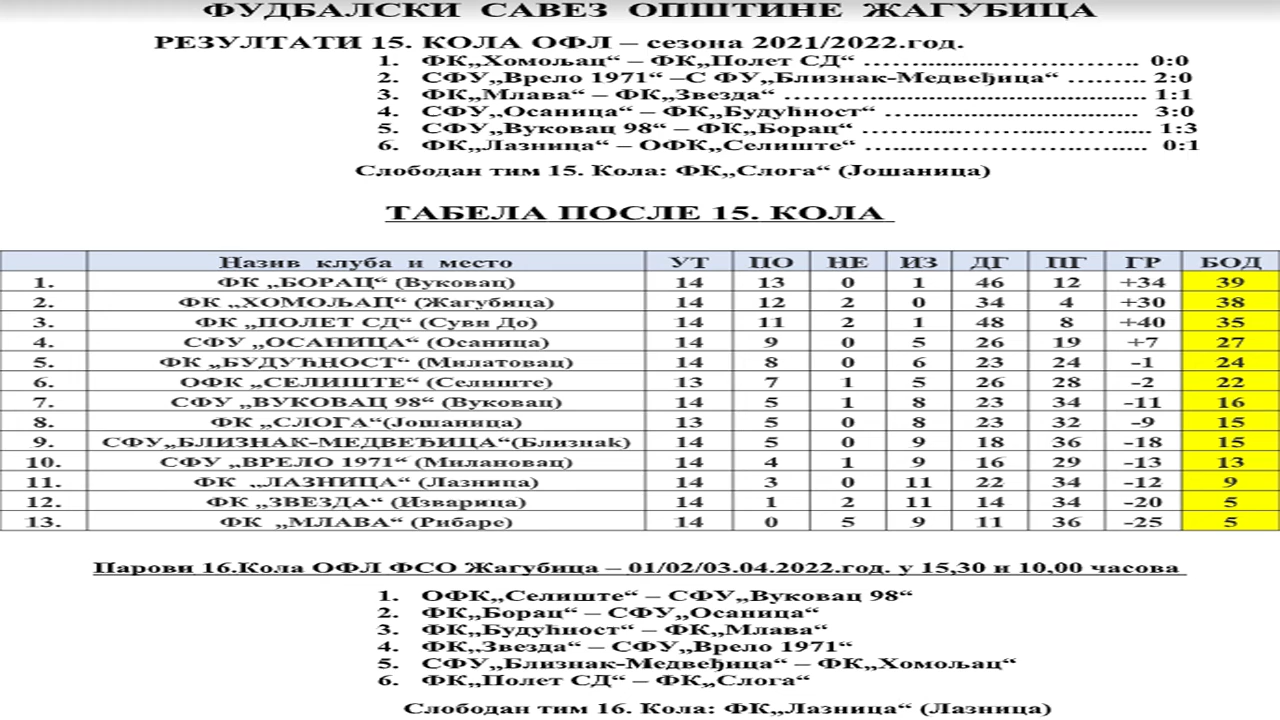 ФУДБАЛСКИ САВЕЗ ОПШТИНЕ ЖАГУБИЦА
РЕЗУЛТАТИ 15. КОЛА ОФЛ – сезона 2021/2022.год.
1. ФК„Хомољац“ – ФК„Полет СД“ …….............…….…….. 0:0
2. СФУ„Врело 1971“ –С ФУ„Близнак-Медвеђица“ ……... 2:0
3. ФК„Млава“ – ФК„Звезда“ ………......................................... 1:1
4. СФУ„Осаница“ – ФК„Будућност“ ….............................. 3:0
5. СФУ„Вуковац 98“ – ФК„Борац“ ……......…….....……..... 1:3
6. ФК„Лазница“ – ОФК„Селиште“ …....………………..…..... 0:1
Слободан тим 15. Кола: ФК„Слога“ (Јошаница)
ТАБЕЛА ПОСЛЕ 15. КОЛА
Назив клуба и место УТ ПО НЕ ИЗ ДГ ПГ ГР БОД
1. ФК „БОРАЦ“ (Вуковац) 14 13 0 1 46 12 +34 39
2. ФК „ХОМОЉАЦ“ (Жагубица) 14 12 2 0 34 4 +30 38
3. ФК „ПОЛЕТ СД“ (Суви До) 14 11 2 1 48 8 +40 35
4. СФУ „ОСАНИЦА“ (Осаница) 14 9 0 5 26 19 +7 27
5. ФК „БУДУЋНОСТ“ (Милатовац) 14 8 0 6 23 24 -1 24
6. ОФК „СЕЛИШТЕ“ (Селиште) 13 7 1 5 26 28 -2 22
7. СФУ „ВУКОВАЦ 98“ (Вуковац) 14 5 1 8 23 34 -11 16
8. ФК „СЛОГА“(Јошаница) 13 5 0 8 23 32 -9 15
9. СФУ„БЛИЗНАК-МЕДВЕЂИЦА“(Близнак) 14 5 0 9 18 36 -18 15
10. СФУ „ВРЕЛО 1971“ (Милановац) 14 4 1 9 16 29 -13 13
11. ФК „ЛАЗНИЦА“ (Лазница) 14 3 0 11 22 34 -12 9
12. ФК „ЗВЕЗДА“ (Изварица) 14 1 2 11 14 34 -20 5
13. ФК „МЛАВА“ (Рибаре) 14 0 5 9 11 36 -25 5
Парови 16.Кола ОФЛ ФСО Жагубица – 01/02/03.04.2022.год. у 15,30 и 10,00 часова
1. ОФК„Селиште“ – СФУ„Вуковац 98“
2. ФК„Борац“ – СФУ„Осаница“
3. ФК„Будућност“ – ФК„Млава“
4. ФК„Звезда“ – СФУ„Врело 1971“
5. СФУ„Близнак-Медвеђица“ – ФК„Хомољац“
6. ФК„Полет СД“ – ФК„Слога“
Слободан тим 16. Кола: ФК„Лазница“ (Лазница)